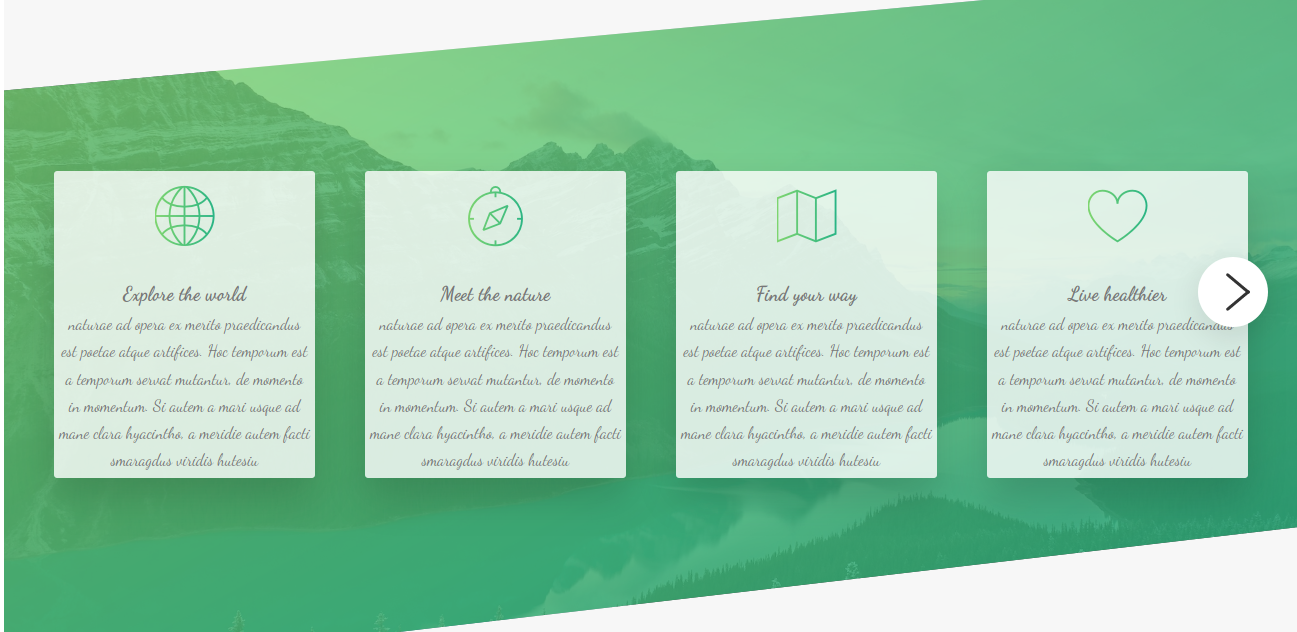 Explore the world
naturae ad opera ex merito praedicandus
est poetae atque artifices. Hoc temporum est
a temporum servat mutantur, de momento
in momentum. Si autem a mari usque ad
mane clara hyacintho, a meridie autem facti
smaragdus viridis hutesiu
Meet the nature
naturae ad opera ex merito praedicandus
est poetae atque artifices. Hoc temporum est
a temporum servat mutantur, de momento
in momentum. Si autem a mari usque ad
mane clara hyacintho, a meridie autem facti
smaragdus viridis hutesiu
Find your way
naturae ad opera ex merito praedicandus
est poetae atque artifices. Hoc temporum est
a temporum servat mutantur, de momento
in momentum. Si autem a mari usque ad
mane clara hyacintho, a meridie autem facti
smaragdus viridis hutesiu
Live healthier
naturae ad opera ex merito praedicandus
est poetae atque artifices. Hoc temporum est
a temporum servat mutantur, de momento
in momentum. Si autem a mari usque ad
mane clara hyacintho, a meridie autem facti
smaragdus viridis hutesiu